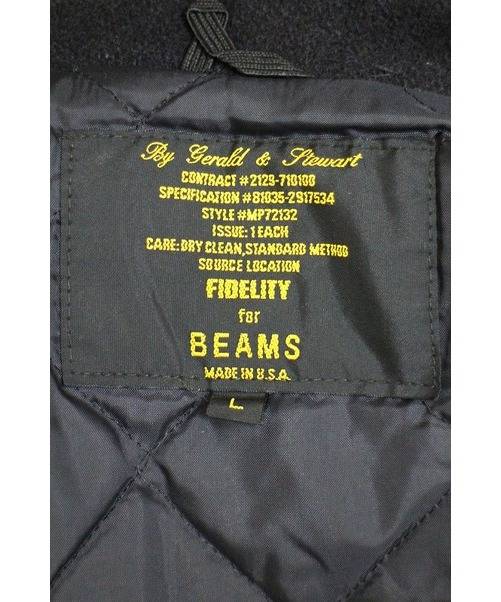 By Gerald & Stewart
CONTRACT #2129-710100
SPECIFICATION #81035-2917534
STYLE #MP72132
ISSUE: 1 EACH
CARE: DRY CLEAN, STANDARD METHOD
SOURCE LOCATION
FIDELITY
for
BEAMS
MADE IN U.S.A.
L